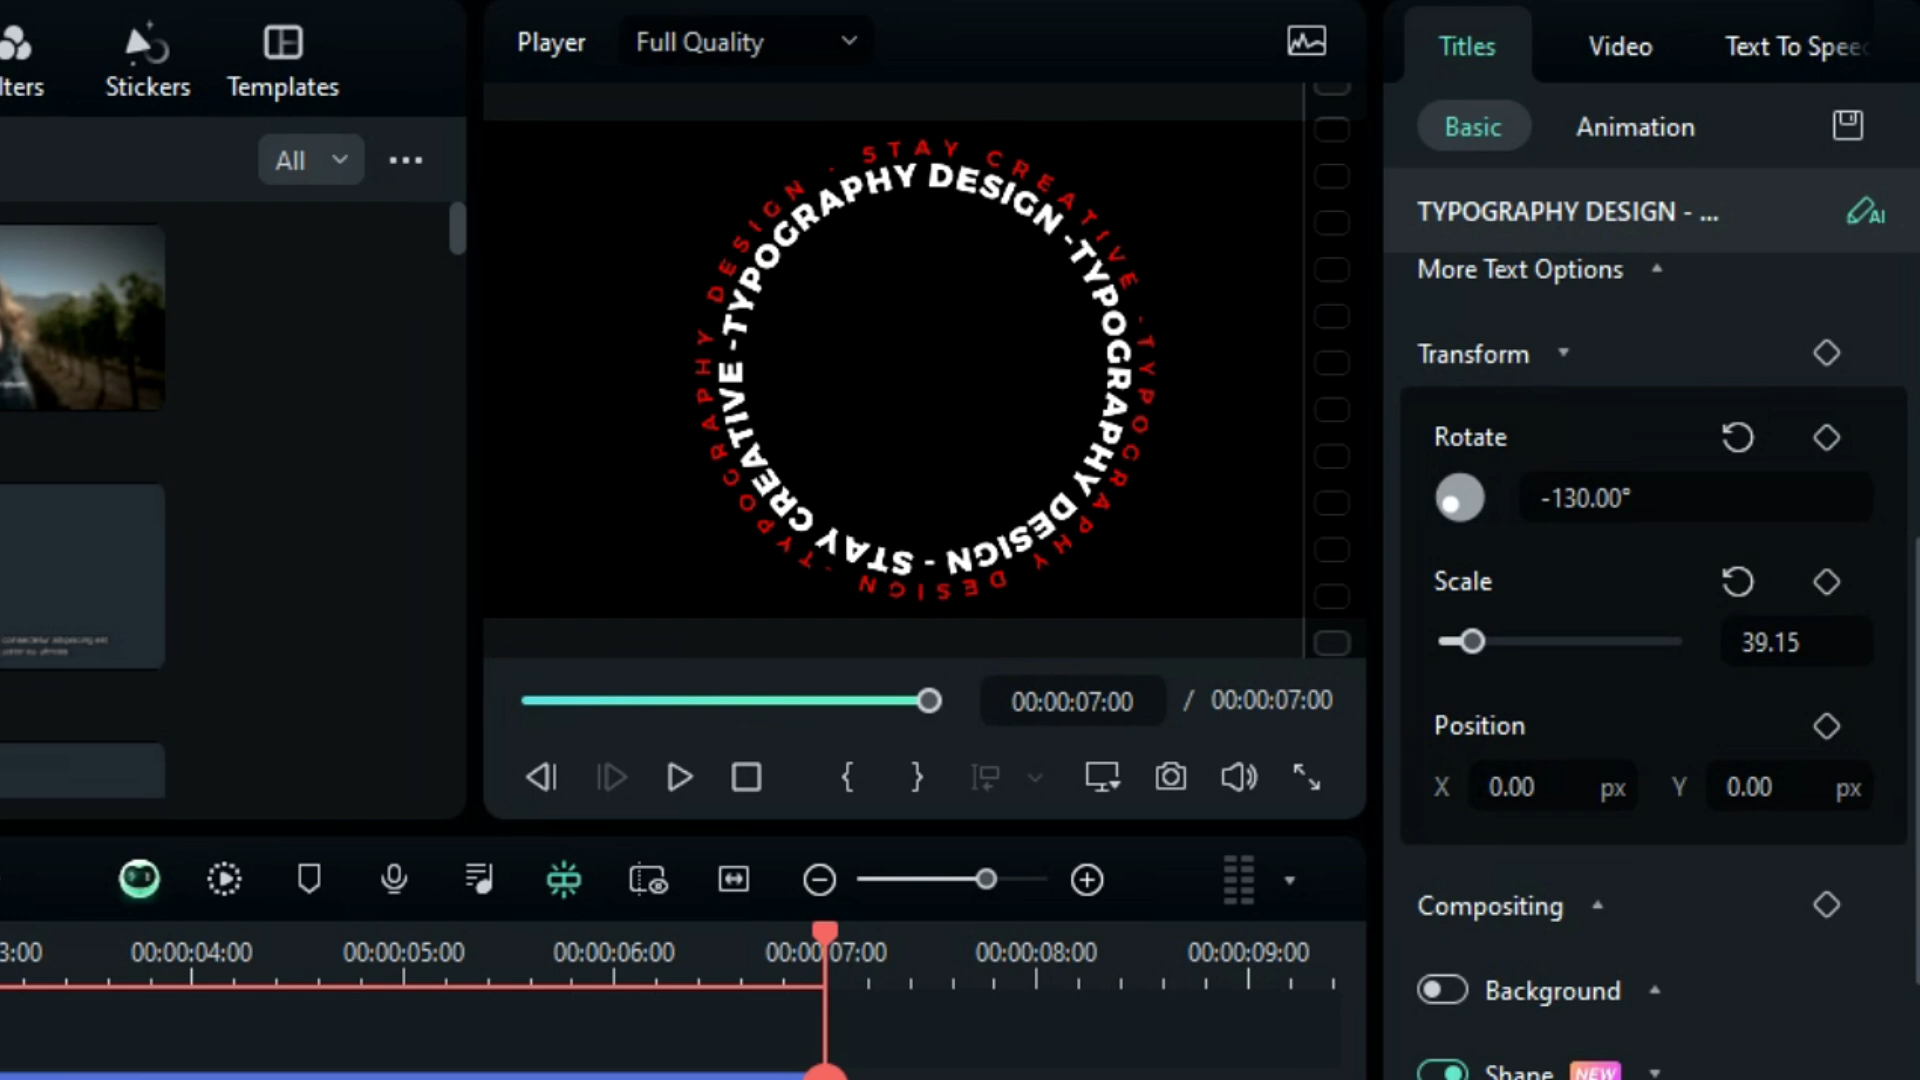 lters
Stickers
Templates
All
Player
Full Quality
STAY CREATIVE - TYPOGRAPHY DESIGN - TYPOGRAPHY DESIGN -
TYPOGRAPHY DESIGN - TYPOGRAPHY DESIGN - STAY CREATIVE -
00:00:07:00 / 00:00:07:00
{ }
Titles
Video
Text To Speec
Basic
Animation
TYPOGRAPHY DESIGN - ...
AI
More Text Options
Transform
Rotate
-130.00°
Scale
39.15
Position
X 0.00 px Y 0.00 px
Compositing
Background
Shape NEW
3:00 00:00:04:00 00:00:05:00 00:00:06:00 00:00:07:00 00:00:08:00 00:00:09:00